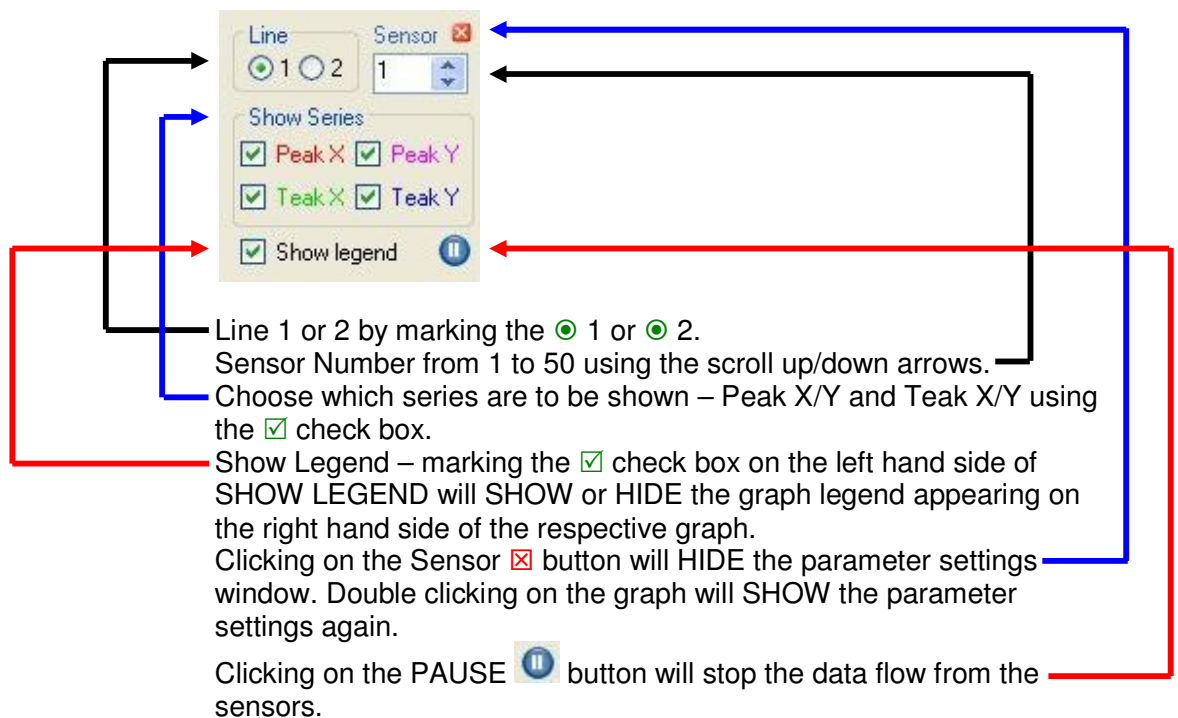 Line Sensor
1 2 1
Show Series
Peak X Peak Y
Teak X Teak Y
Show legend
Line 1 or 2 by marking the ◉ 1 or ◉ 2.
Sensor Number from 1 to 50 using the scroll up/down arrows.
Choose which series are to be shown – Peak X/Y and Teak X/Y using
the ☑ check box.
Show Legend – marking the ☑ check box on the left hand side of
SHOW LEGEND will SHOW or HIDE the graph legend appearing on
the right hand side of the respective graph.
Clicking on the Sensor ☒ button will HIDE the parameter settings
window. Double clicking on the graph will SHOW the parameter
settings again.
Clicking on the PAUSE button will stop the data flow from the
sensors.